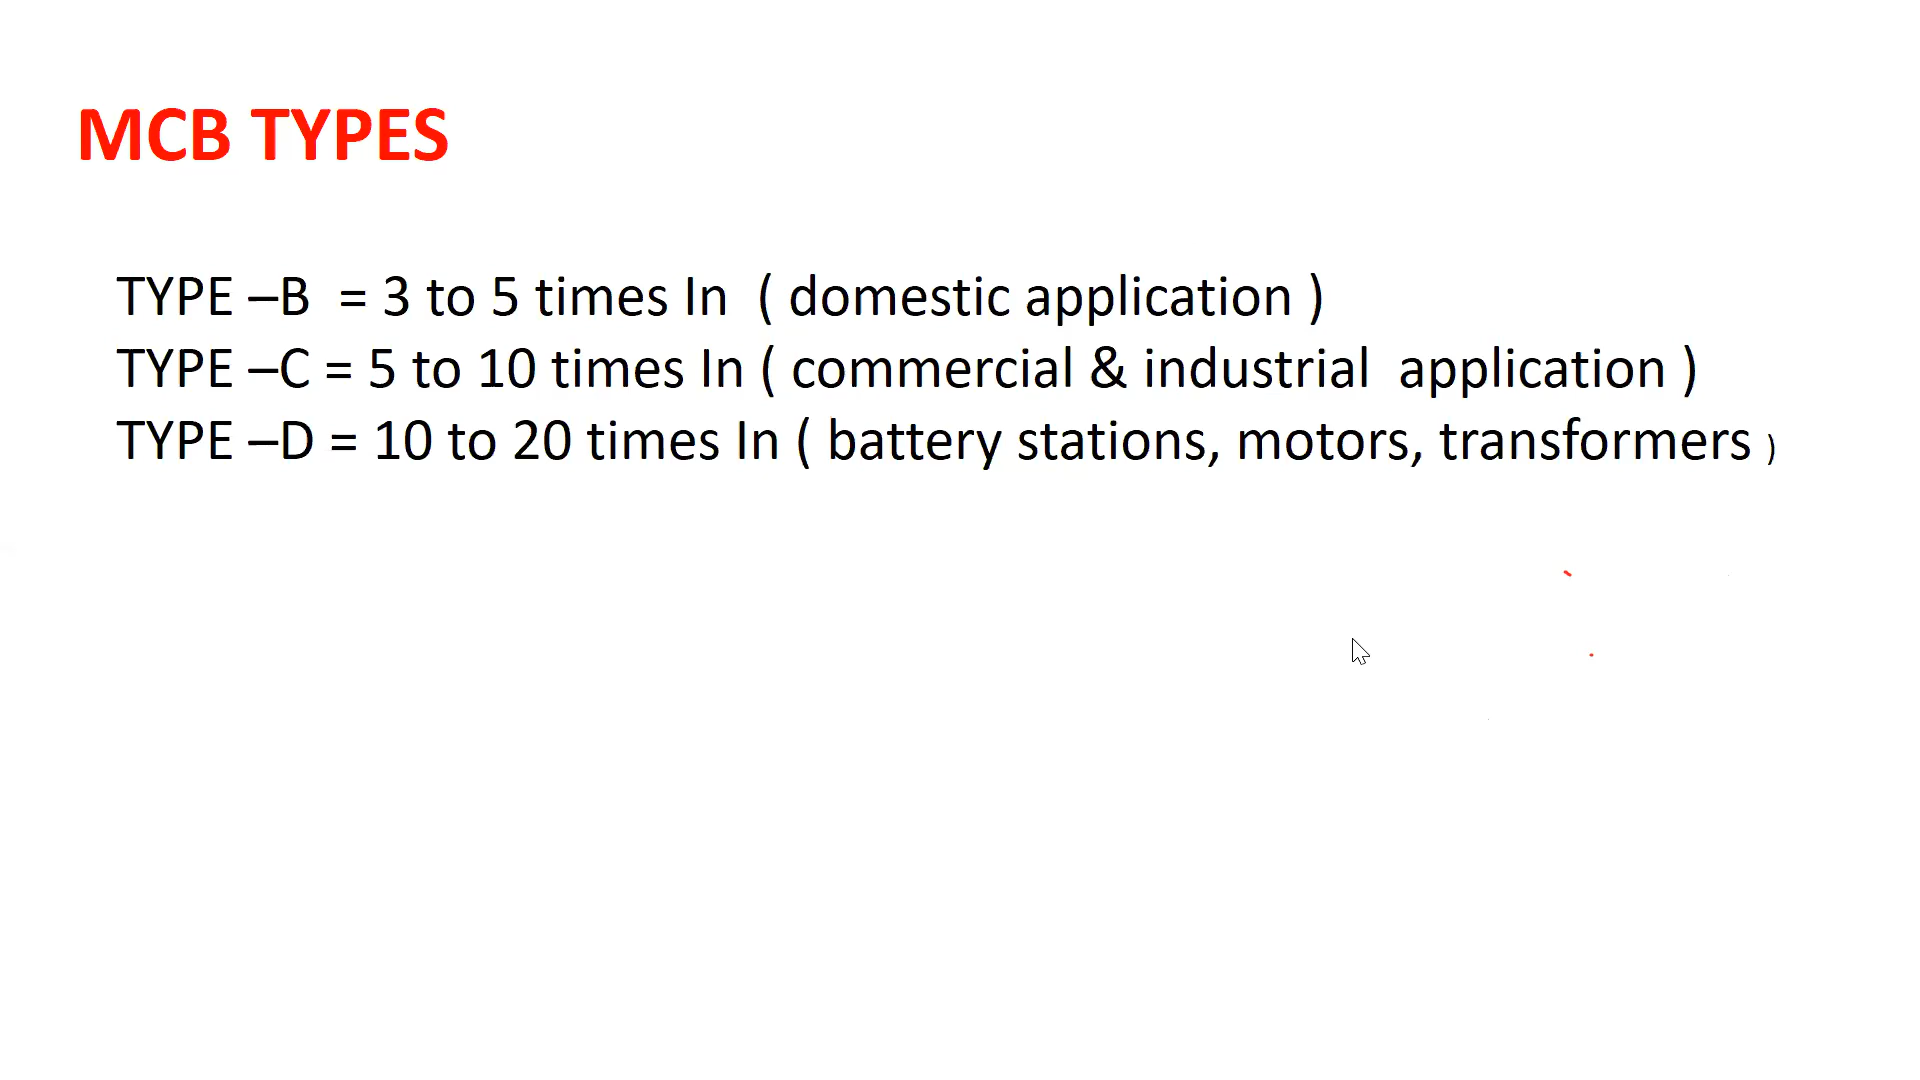 MCB TYPES
TYPE –B = 3 to 5 times In ( domestic application )
TYPE –C = 5 to 10 times In ( commercial & industrial application )
TYPE –D = 10 to 20 times In ( battery stations, motors, transformers )